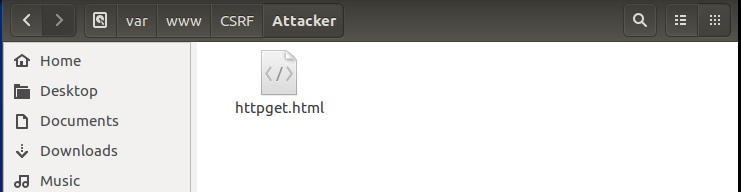 var www CSRF Attacker
Home
Desktop
Documents
Downloads
Music
httpget.html